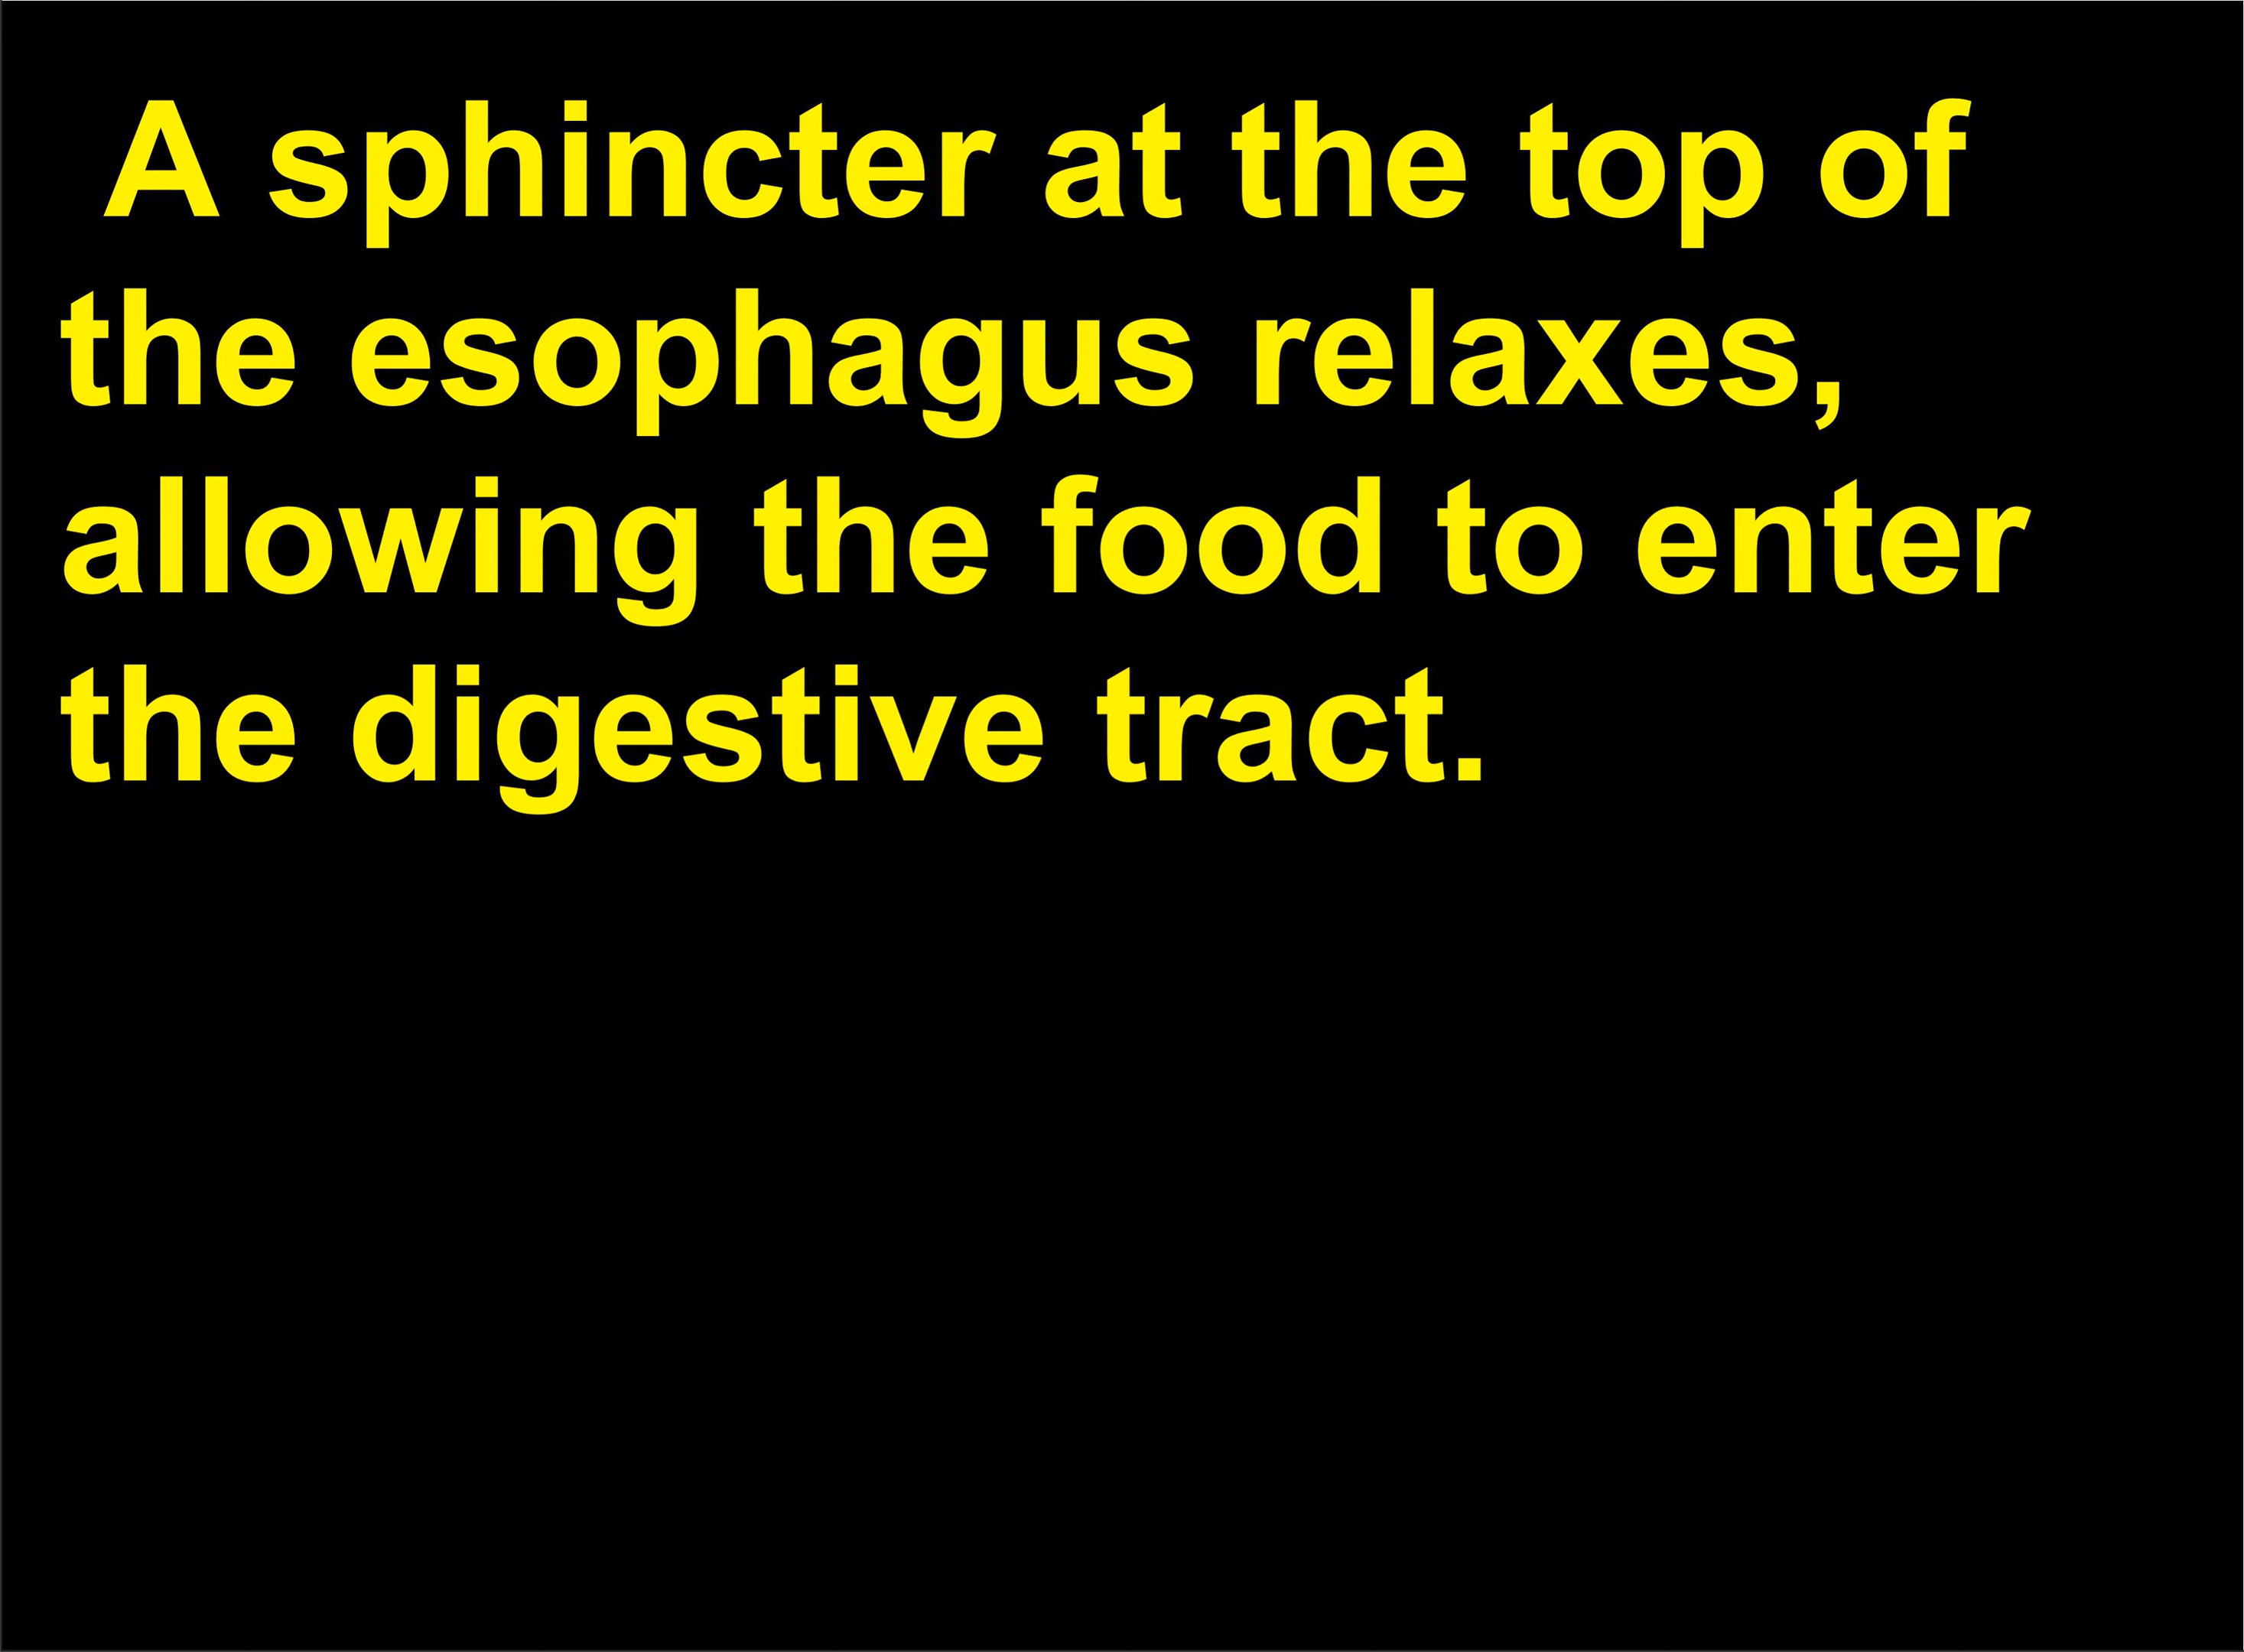 A sphincter at the top of
the esophagus relaxes,
allowing the food to enter
the digestive tract.